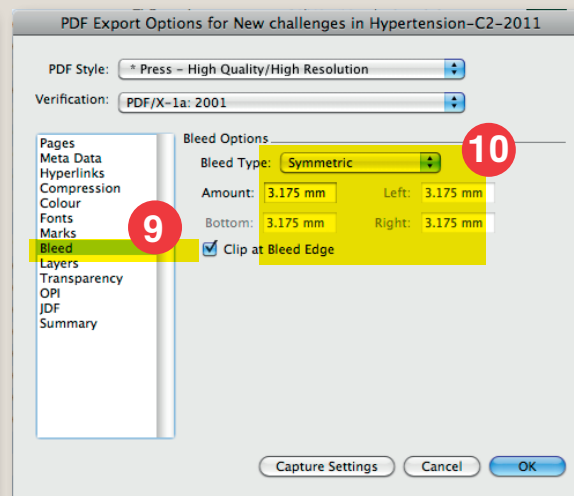 PDF Export Options for New challenges in Hypertension-C2-2011
PDF Style: * Press – High Quality/High Resolution
Verification: PDF/X-1a: 2001
Pages
Meta Data
Hyperlinks
Compression
Colour
Fonts
Marks
Bleed
Layers
Transparency
OPI
JDF
Summary
9
Bleed Options
10
Bleed Type: Symmetric
Amount: 3.175 mm Left: 3.175 mm
Bottom: 3.175 mm Right: 3.175 mm
Clip at Bleed Edge
Capture Settings Cancel OK